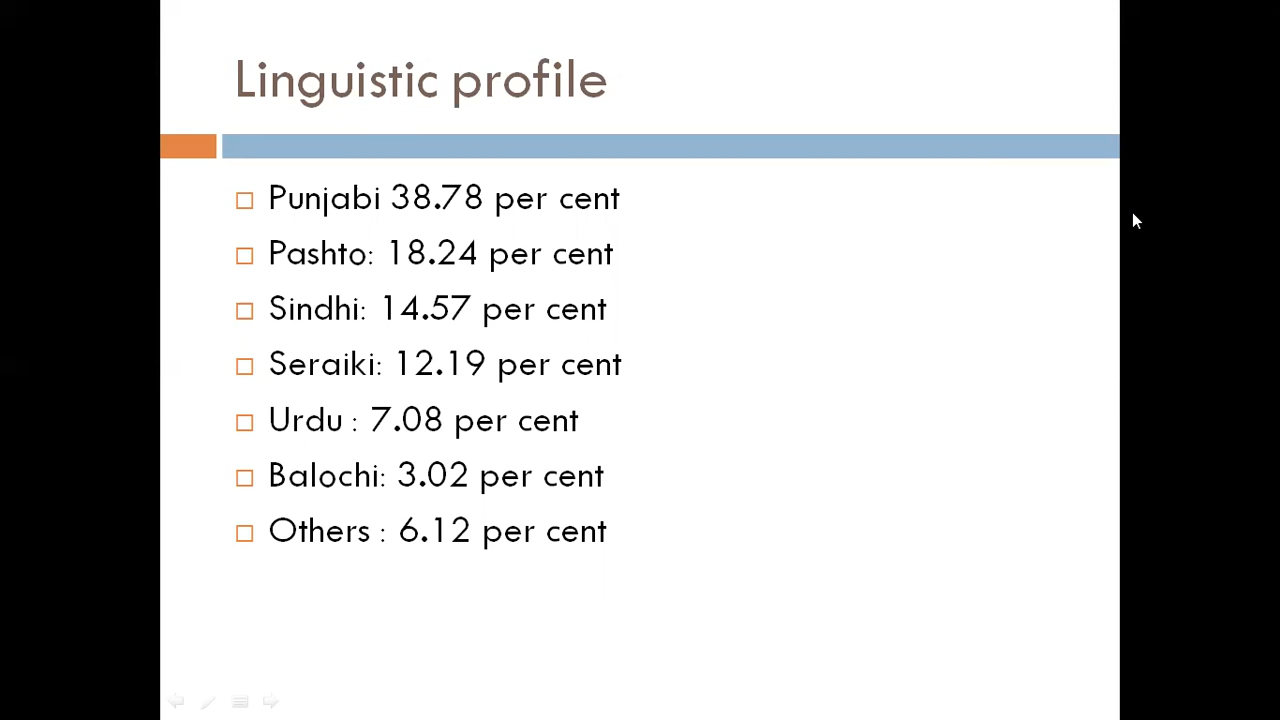 Linguistic profile
Punjabi 38.78 per cent
Pashto: 18.24 per cent
Sindhi: 14.57 per cent
Seraiki: 12.19 per cent
Urdu : 7.08 per cent
Balochi: 3.02 per cent
Others : 6.12 per cent